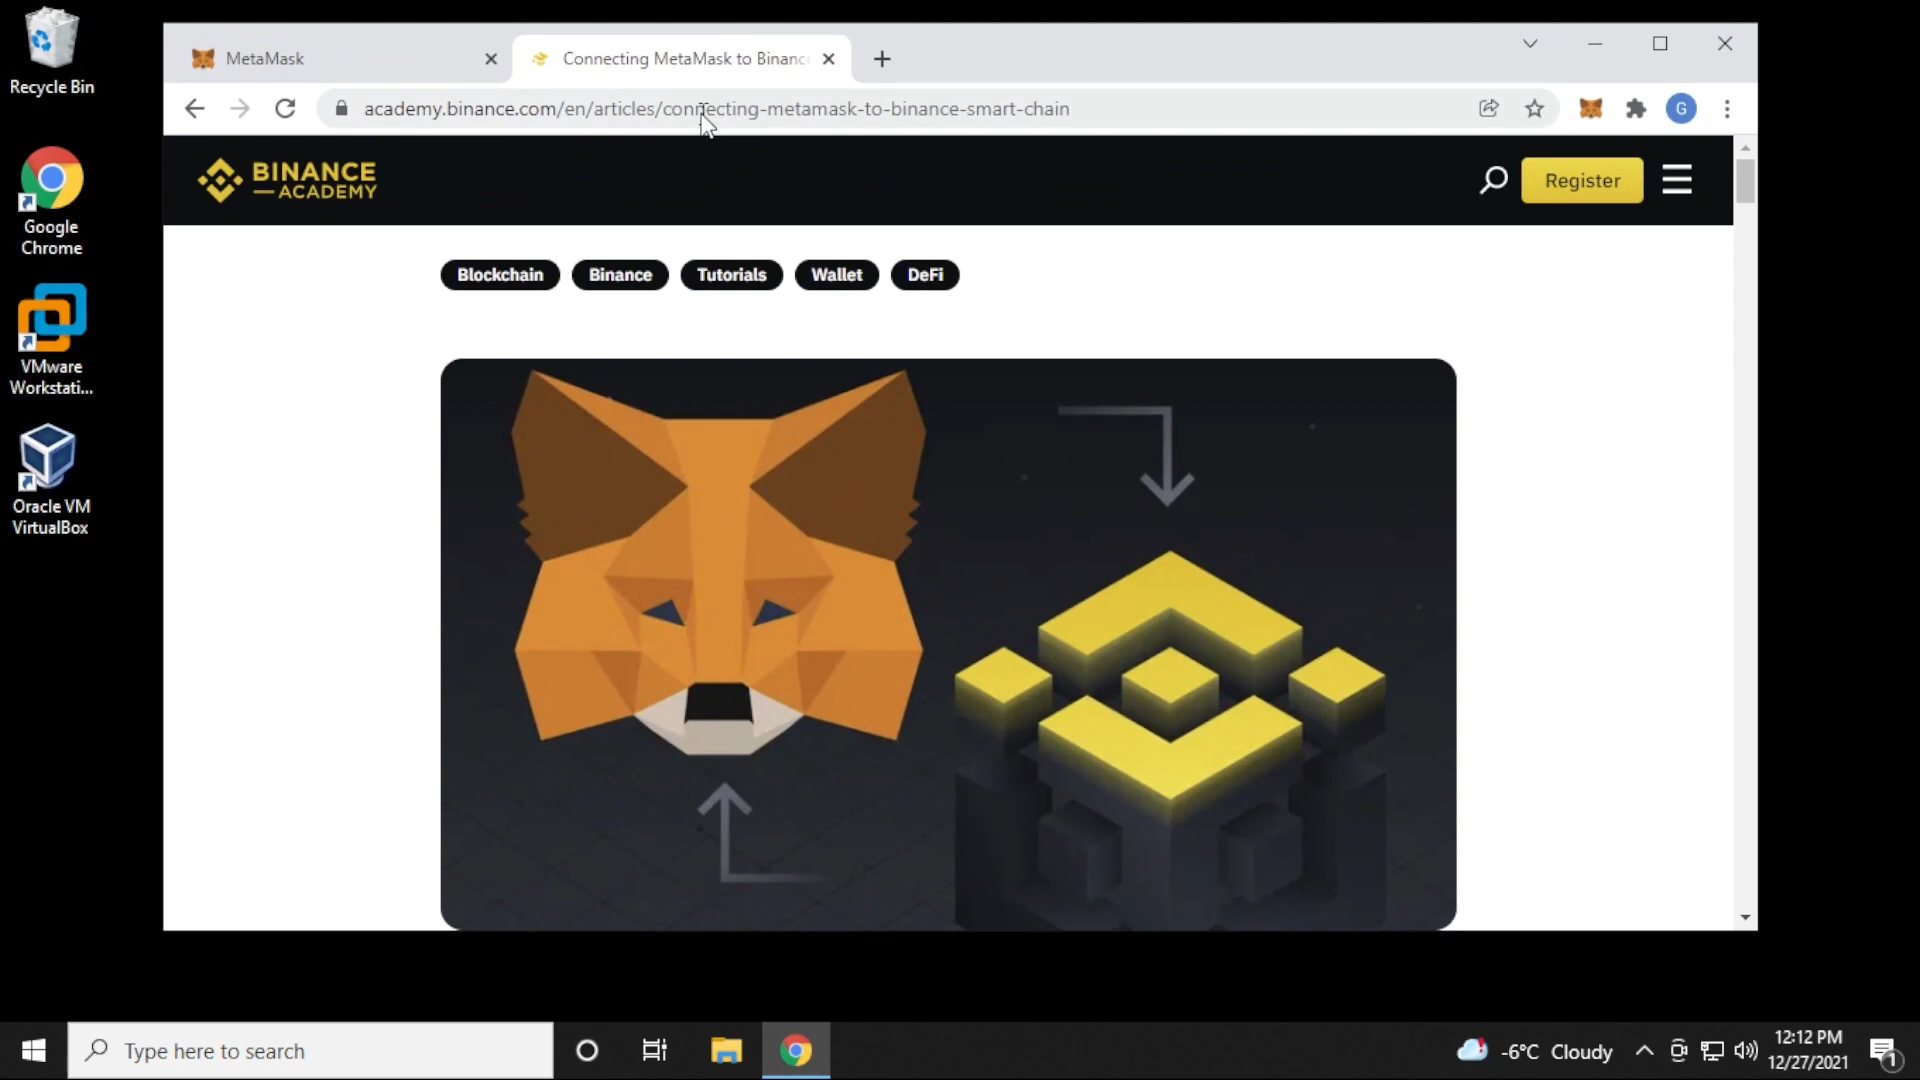 Recycle Bin
Google
Chrome
VMware
Workstati...
Oracle VM
VirtualBox
MetaMask
Connecting MetaMask to Binanc
academy.binance.com/en/articles/connecting-metamask-to-binance-smart-chain
G
BINANCE
ACADEMY
Register
Blockchain
Binance
Tutorials
Wallet
DeFi
Type here to search
-6°C Cloudy
12:12 PM
12/27/2021
1